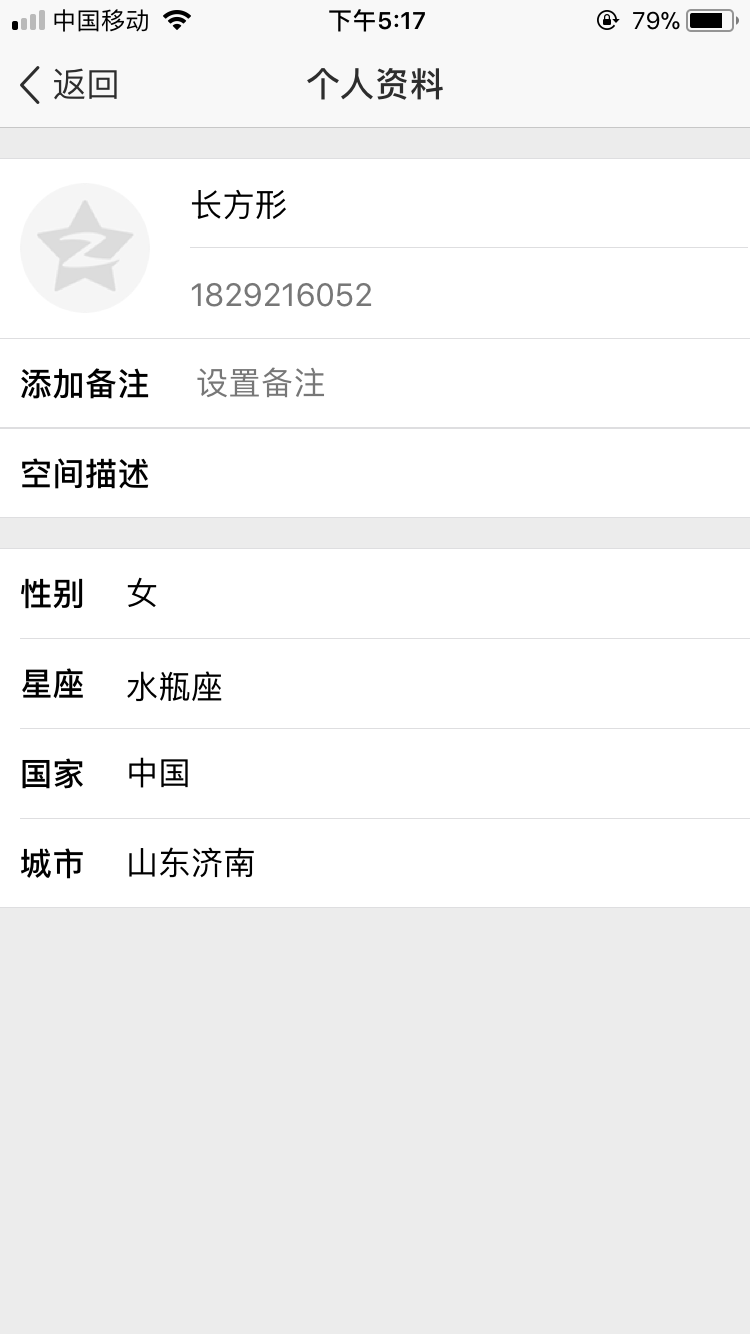 中国移动 下午5:17 79%
返回 个人资料
长方形
1829216052
添加备注 设置备注
空间描述
性别 女
星座 水瓶座
国家 中国
城市 山东济南